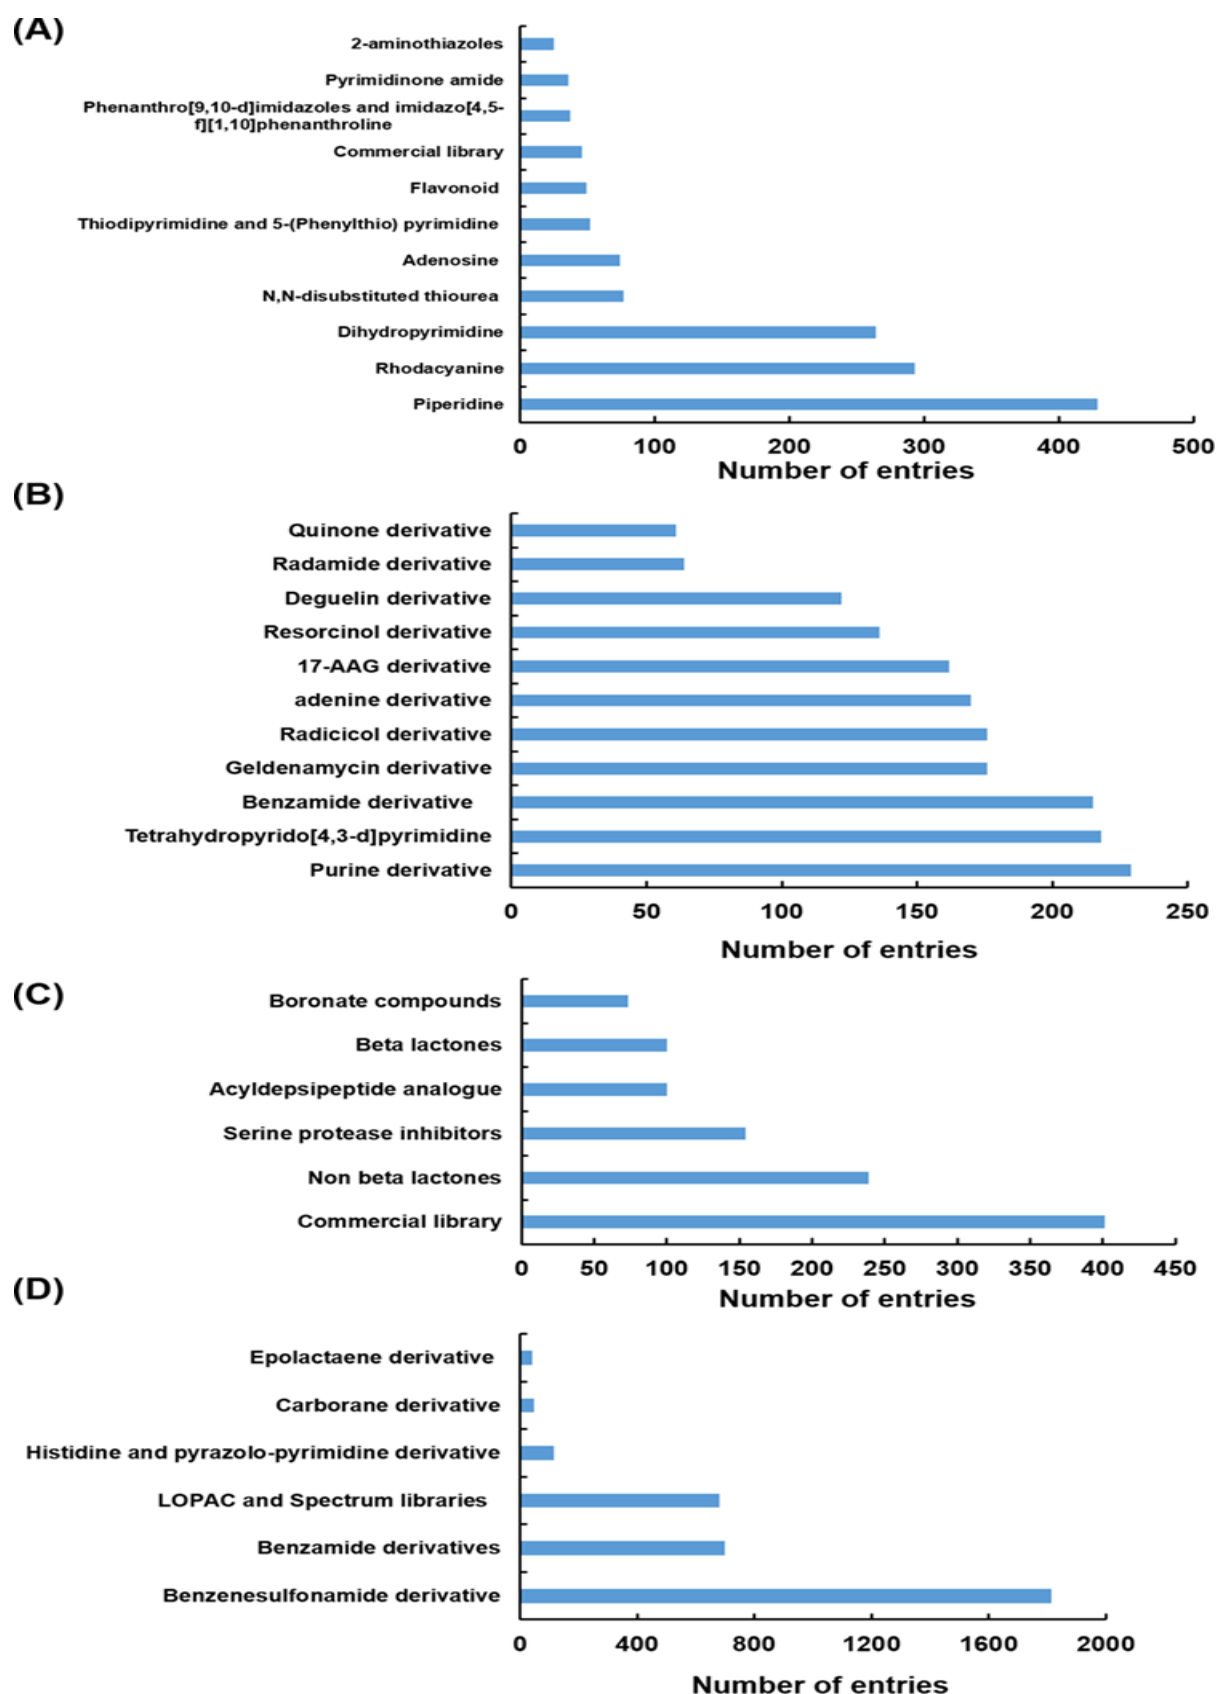 (A)
2-aminothiazoles
Pyrimidinone amide
Phenanthro[9,10-d]imidazoles and imidazo[4,5-
f][1,10]phenanthroline
Commercial library
Flavonoid
Thiodipyrimidine and 5-(Phenylthio) pyrimidine
Adenosine
N,N-disubstituted thiourea
Dihydropyrimidine
Rhodacyanine
Piperidine
0 100 200 300 400 500
Number of entries
(B)
Quinone derivative
Radamide derivative
Deguelin derivative
Resorcinol derivative
17-AAG derivative
adenine derivative
Radicicol derivative
Geldenamycin derivative
Benzamide derivative
Tetrahydropyrido[4,3-d]pyrimidine
Purine derivative
0 50 100 150 200 250
Number of entries
(C)
Boronate compounds
Beta lactones
Acyldepsipeptide analogue
Serine protease inhibitors
Non beta lactones
Commercial library
0 50 100 150 200 250 300 350 400 450
Number of entries
(D)
Epolactaene derivative
Carborane derivative
Histidine and pyrazolo-pyrimidine derivative
LOPAC and Spectrum libraries
Benzamide derivatives
Benzenesulfonamide derivative
0 400 800 1200 1600 2000
Number of entries